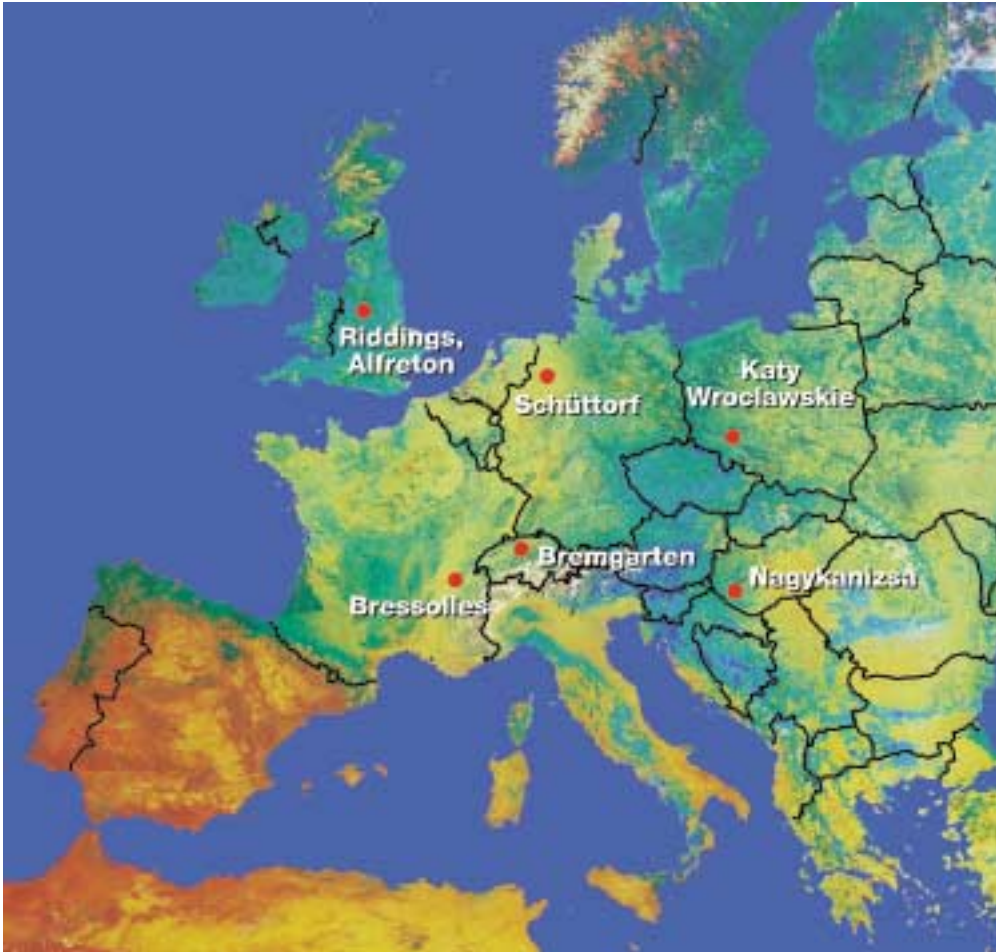 Riddings,
Alfreton
Schüttorf
Katy
Wroclawskie
Bremgarten
Bressolles
Nagykanizsa